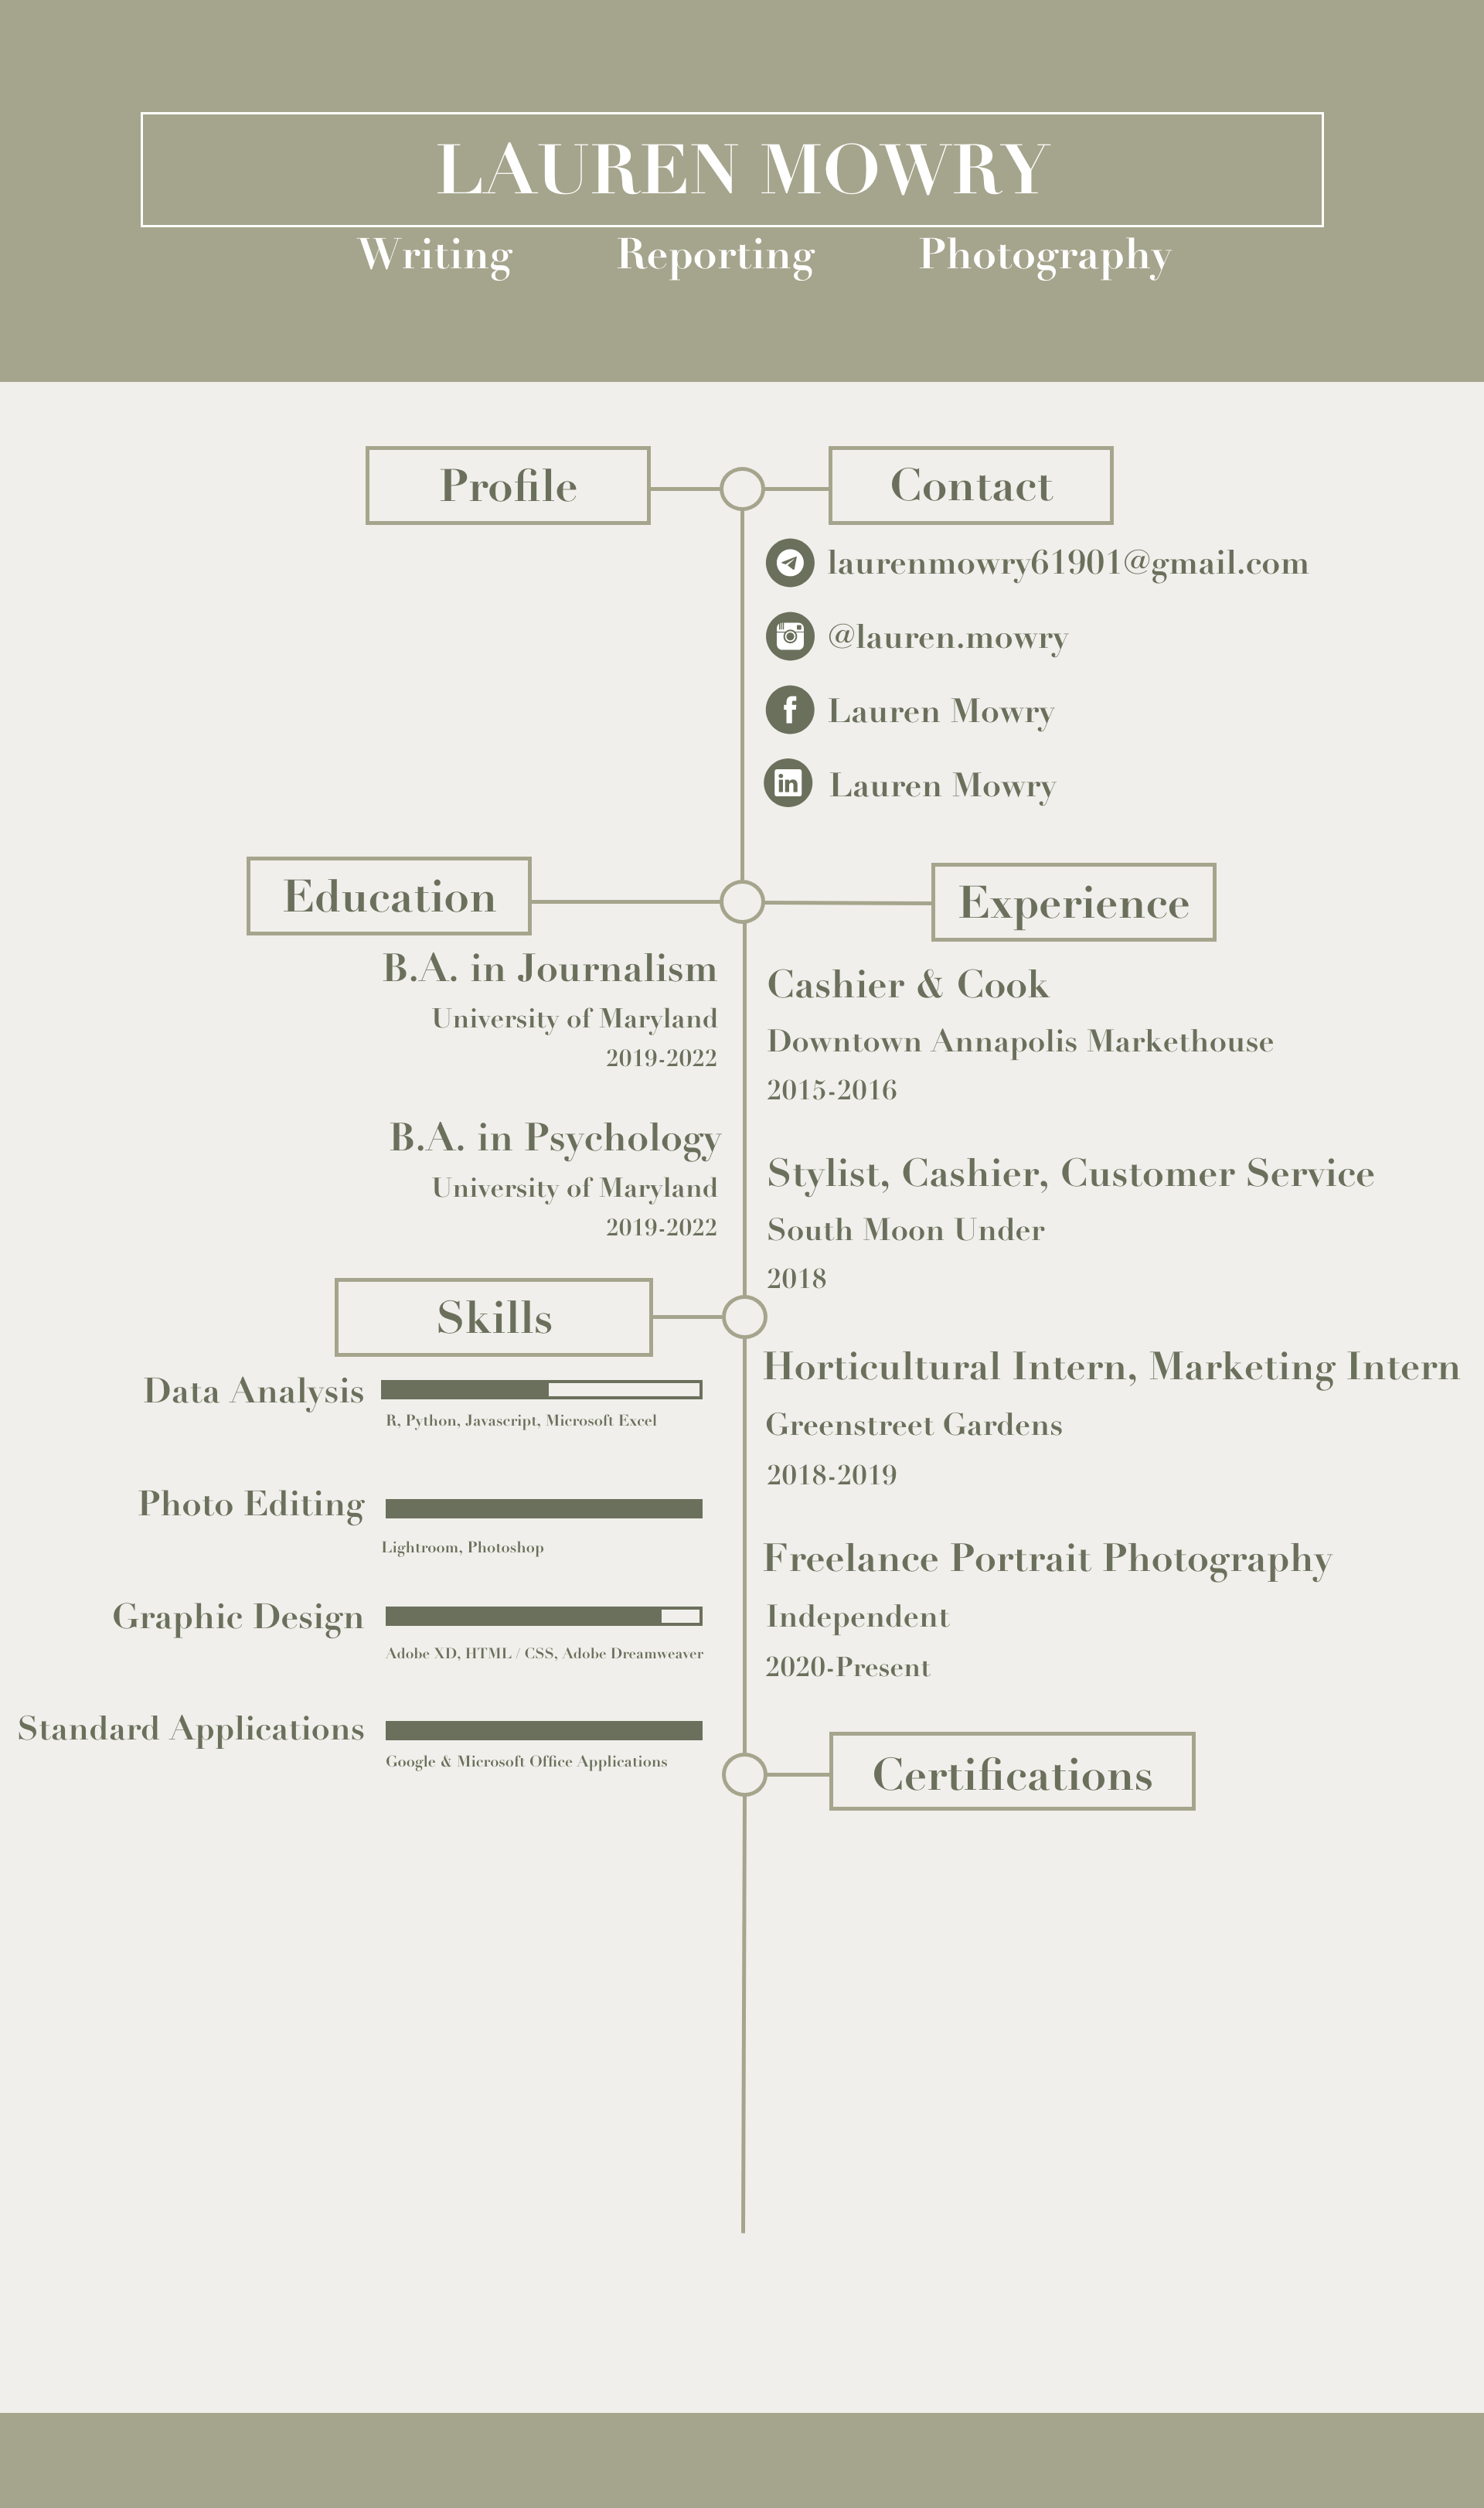 LAUREN MOWRY
Writing Reporting Photography
Profile
Contact
laurenmowry61901@gmail.com
@lauren.mowry
Lauren Mowry
Lauren Mowry
Education
B.A. in Journalism
University of Maryland
2019-2022
B.A. in Psychology
University of Maryland
2019-2022
Experience
Cashier & Cook
Downtown Annapolis Markethouse
2015-2016
Stylist, Cashier, Customer Service
South Moon Under
2018
Horticultural Intern, Marketing Intern
Greenstreet Gardens
2018-2019
Freelance Portrait Photography
Independent
2020-Present
Skills
Data Analysis
R, Python, Javascript, Microsoft Excel
Photo Editing
Lightroom, Photoshop
Graphic Design
Adobe XD, HTML / CSS, Adobe Dreamweaver
Standard Applications
Google & Microsoft Office Applications
Certifications